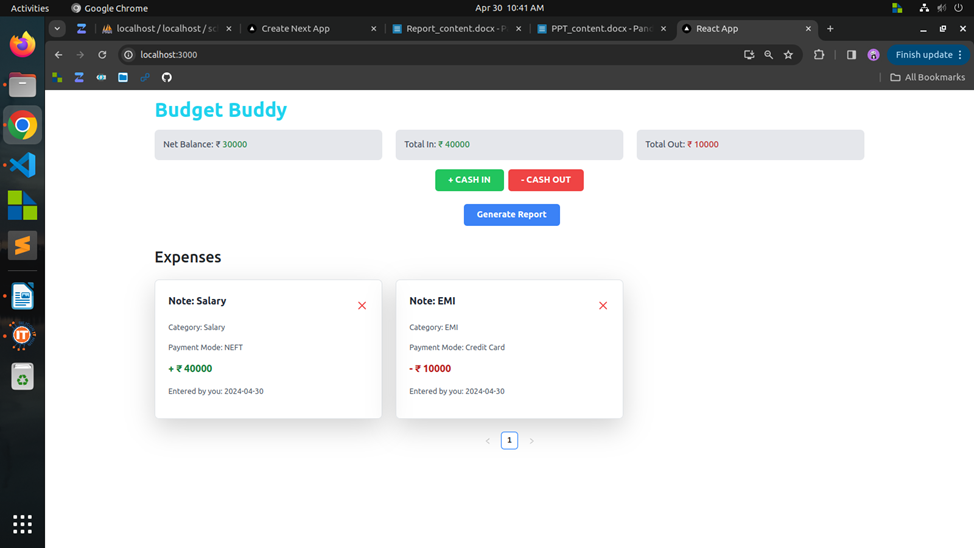 Activities Google Chrome Apr 30 10:41 AM
localhost / localhost / sc Create Next App Report_content.docx - P PPT_content.docx - Pan React App
localhost:3000 Finish update
All Bookmarks
Budget Buddy
Net Balance: ₹ 30000 Total In: ₹ 40000 Total Out: ₹ 10000
+ CASH IN - CASH OUT
Generate Report
Expenses
Note: Salary Note: EMI
Category: Salary Category: EMI
Payment Mode: NEFT Payment Mode: Credit Card
+ ₹ 40000 - ₹ 10000
Entered by you: 2024-04-30 Entered by you: 2024-04-30
1